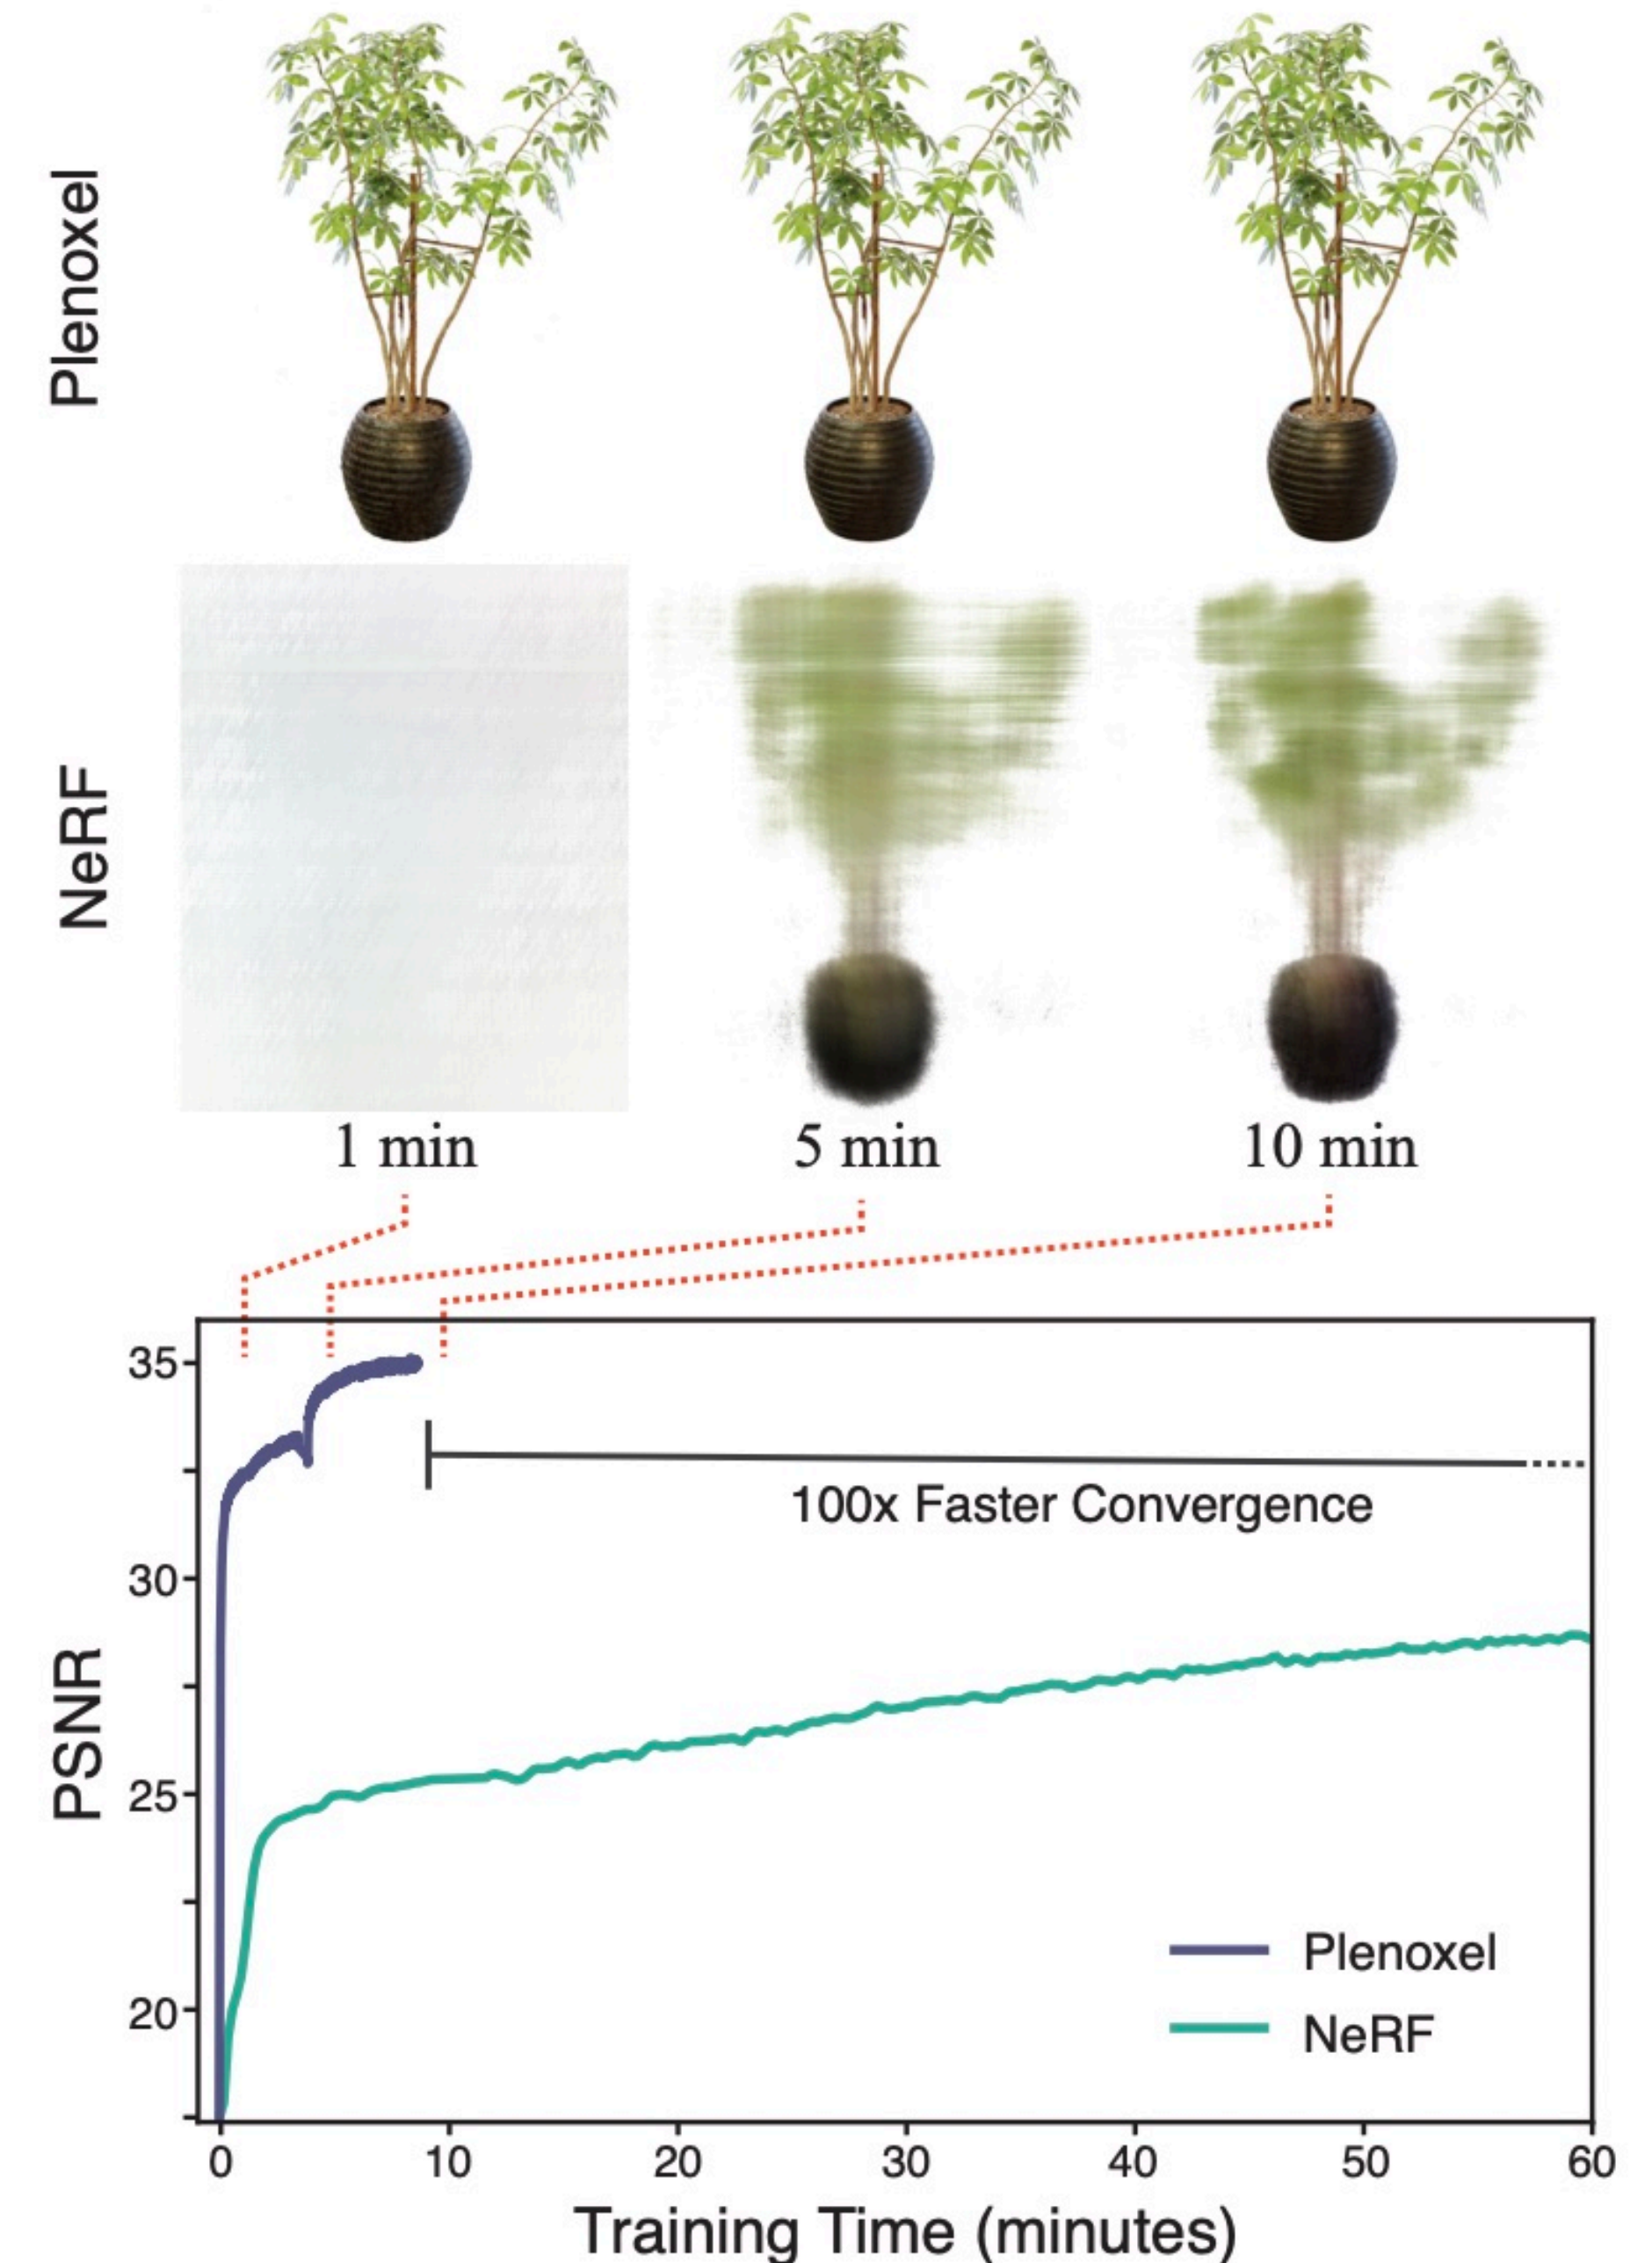 Plenoxel
NeRF
1 min
5 min
10 min
35
30
25
20
PSNR
100x Faster Convergence
Plenoxel
NeRF
0
10
20
30
40
50
60
Training Time (minutes)